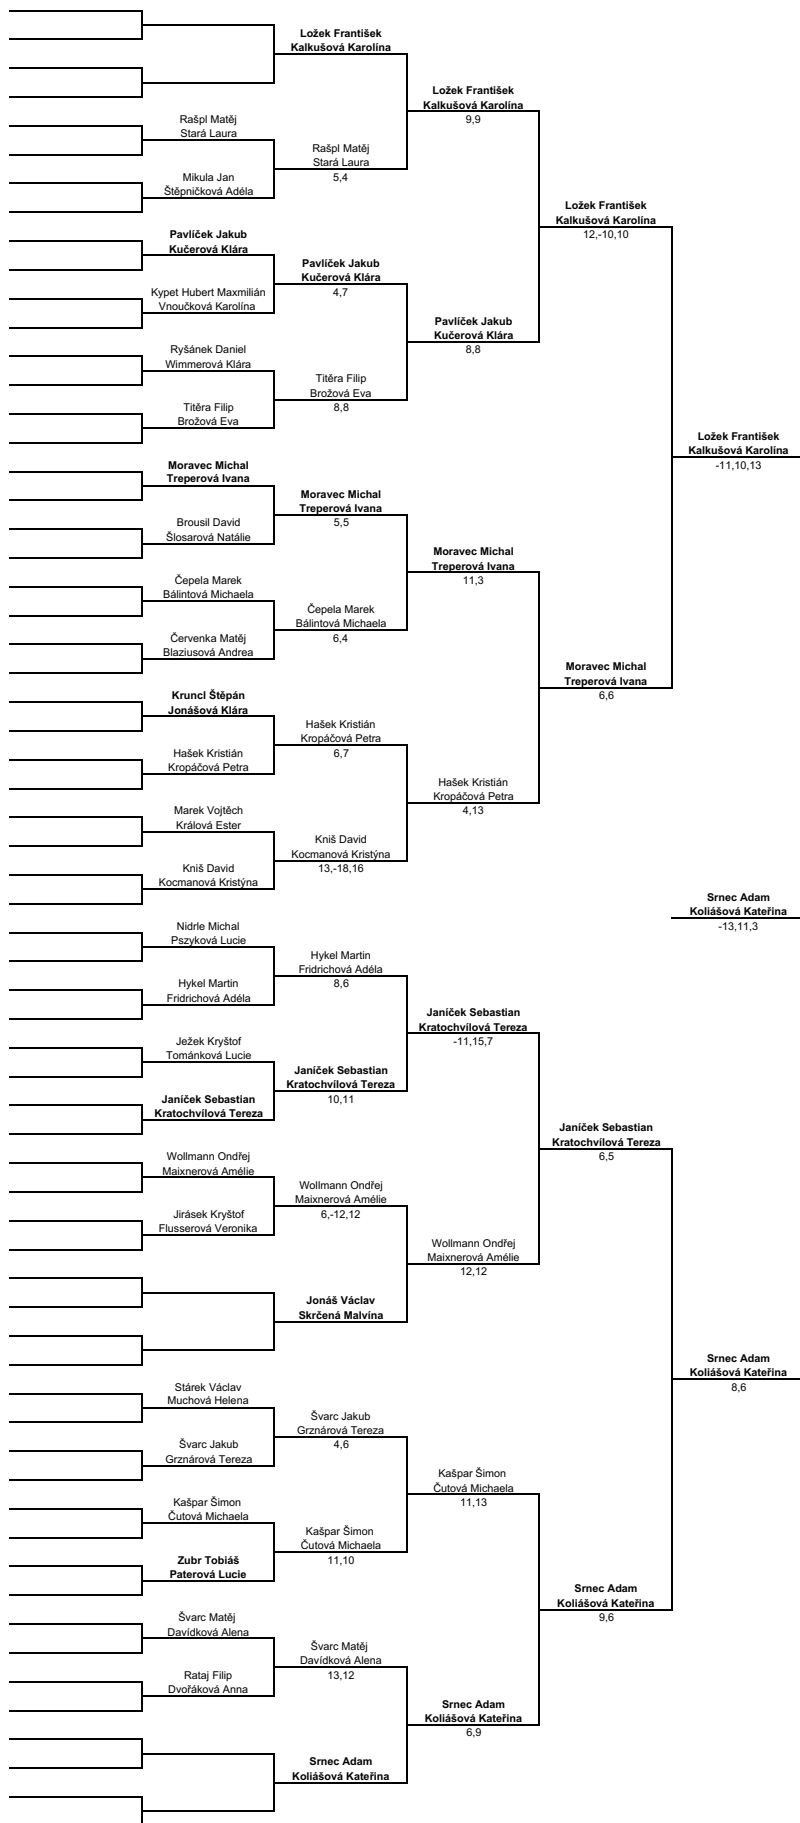 Ložek František
Kalkušová Karolína
Ložek František
Kalkušová Karolína
9,9
Rašpl Matěj
Stará Laura
Rašpl Matěj
Stará Laura
5,4
Mikula Jan
Štěpničková Adéla
Ložek František
Kalkušová Karolína
12,-10,10
Pavlíček Jakub
Kučerová Klára
Pavlíček Jakub
Kučerová Klára
4,7
Kypet Hubert Maxmilián
Vnoučková Karolína
Pavlíček Jakub
Kučerová Klára
8,8
Ryšánek Daniel
Wimmerová Klára
Titěra Filip
Brožová Eva
8,8
Titěra Filip
Brožová Eva
Ložek František
Kalkušová Karolína
-11,10,13
Moravec Michal
Treperová Ivana
Moravec Michal
Treperová Ivana
5,5
Brousil David
Šlosarová Natálie
Moravec Michal
Treperová Ivana
11,3
Čepela Marek
Bálintová Michaela
Čepela Marek
Bálintová Michaela
6,4
Červenka Matěj
Blaziusová Andrea
Moravec Michal
Treperová Ivana
6,6
Kruncl Štěpán
Jonášová Klára
Hašek Kristián
Kropáčová Petra
6,7
Hašek Kristián
Kropáčová Petra
Hašek Kristián
Kropáčová Petra
4,13
Marek Vojtěch
Králová Ester
Kniš David
Kocmanová Kristýna
13,-18,16
Kniš David
Kocmanová Kristýna
Srnec Adam
Koliášová Kateřina
-13,11,3
Nidrle Michal
Pszyková Lucie
Hykel Martin
Fridrichová Adéla
8,6
Hykel Martin
Fridrichová Adéla
Janíček Sebastian
Kratochvílová Tereza
-11,15,7
Ježek Kryštof
Tománková Lucie
Janíček Sebastian
Kratochvílová Tereza
10,11
Janíček Sebastian
Kratochvílová Tereza
Janíček Sebastian
Kratochvílová Tereza
6,5
Wollmann Ondřej
Maixnerová Amélie
Wollmann Ondřej
Maixnerová Amélie
6,-12,12
Jirásek Kryštof
Flusserová Veronika
Wollmann Ondřej
Maixnerová Amélie
12,12
Jonáš Václav
Skrčená Malvína
Srnec Adam
Koliášová Kateřina
8,6
Stárek Václav
Muchová Helena
Švarc Jakub
Grznárová Tereza
4,6
Švarc Jakub
Grznárová Tereza
Kašpar Šimon
Čutová Michaela
11,13
Kašpar Šimon
Čutová Michaela
Kašpar Šimon
Čutová Michaela
11,10
Zubr Tobiáš
Paterová Lucie
Srnec Adam
Koliášová Kateřina
9,6
Švarc Matěj
Davídková Alena
Švarc Matěj
Davídková Alena
13,12
Rataj Filip
Dvořáková Anna
Srnec Adam
Koliášová Kateřina
6,9
Srnec Adam
Koliášová Kateřina